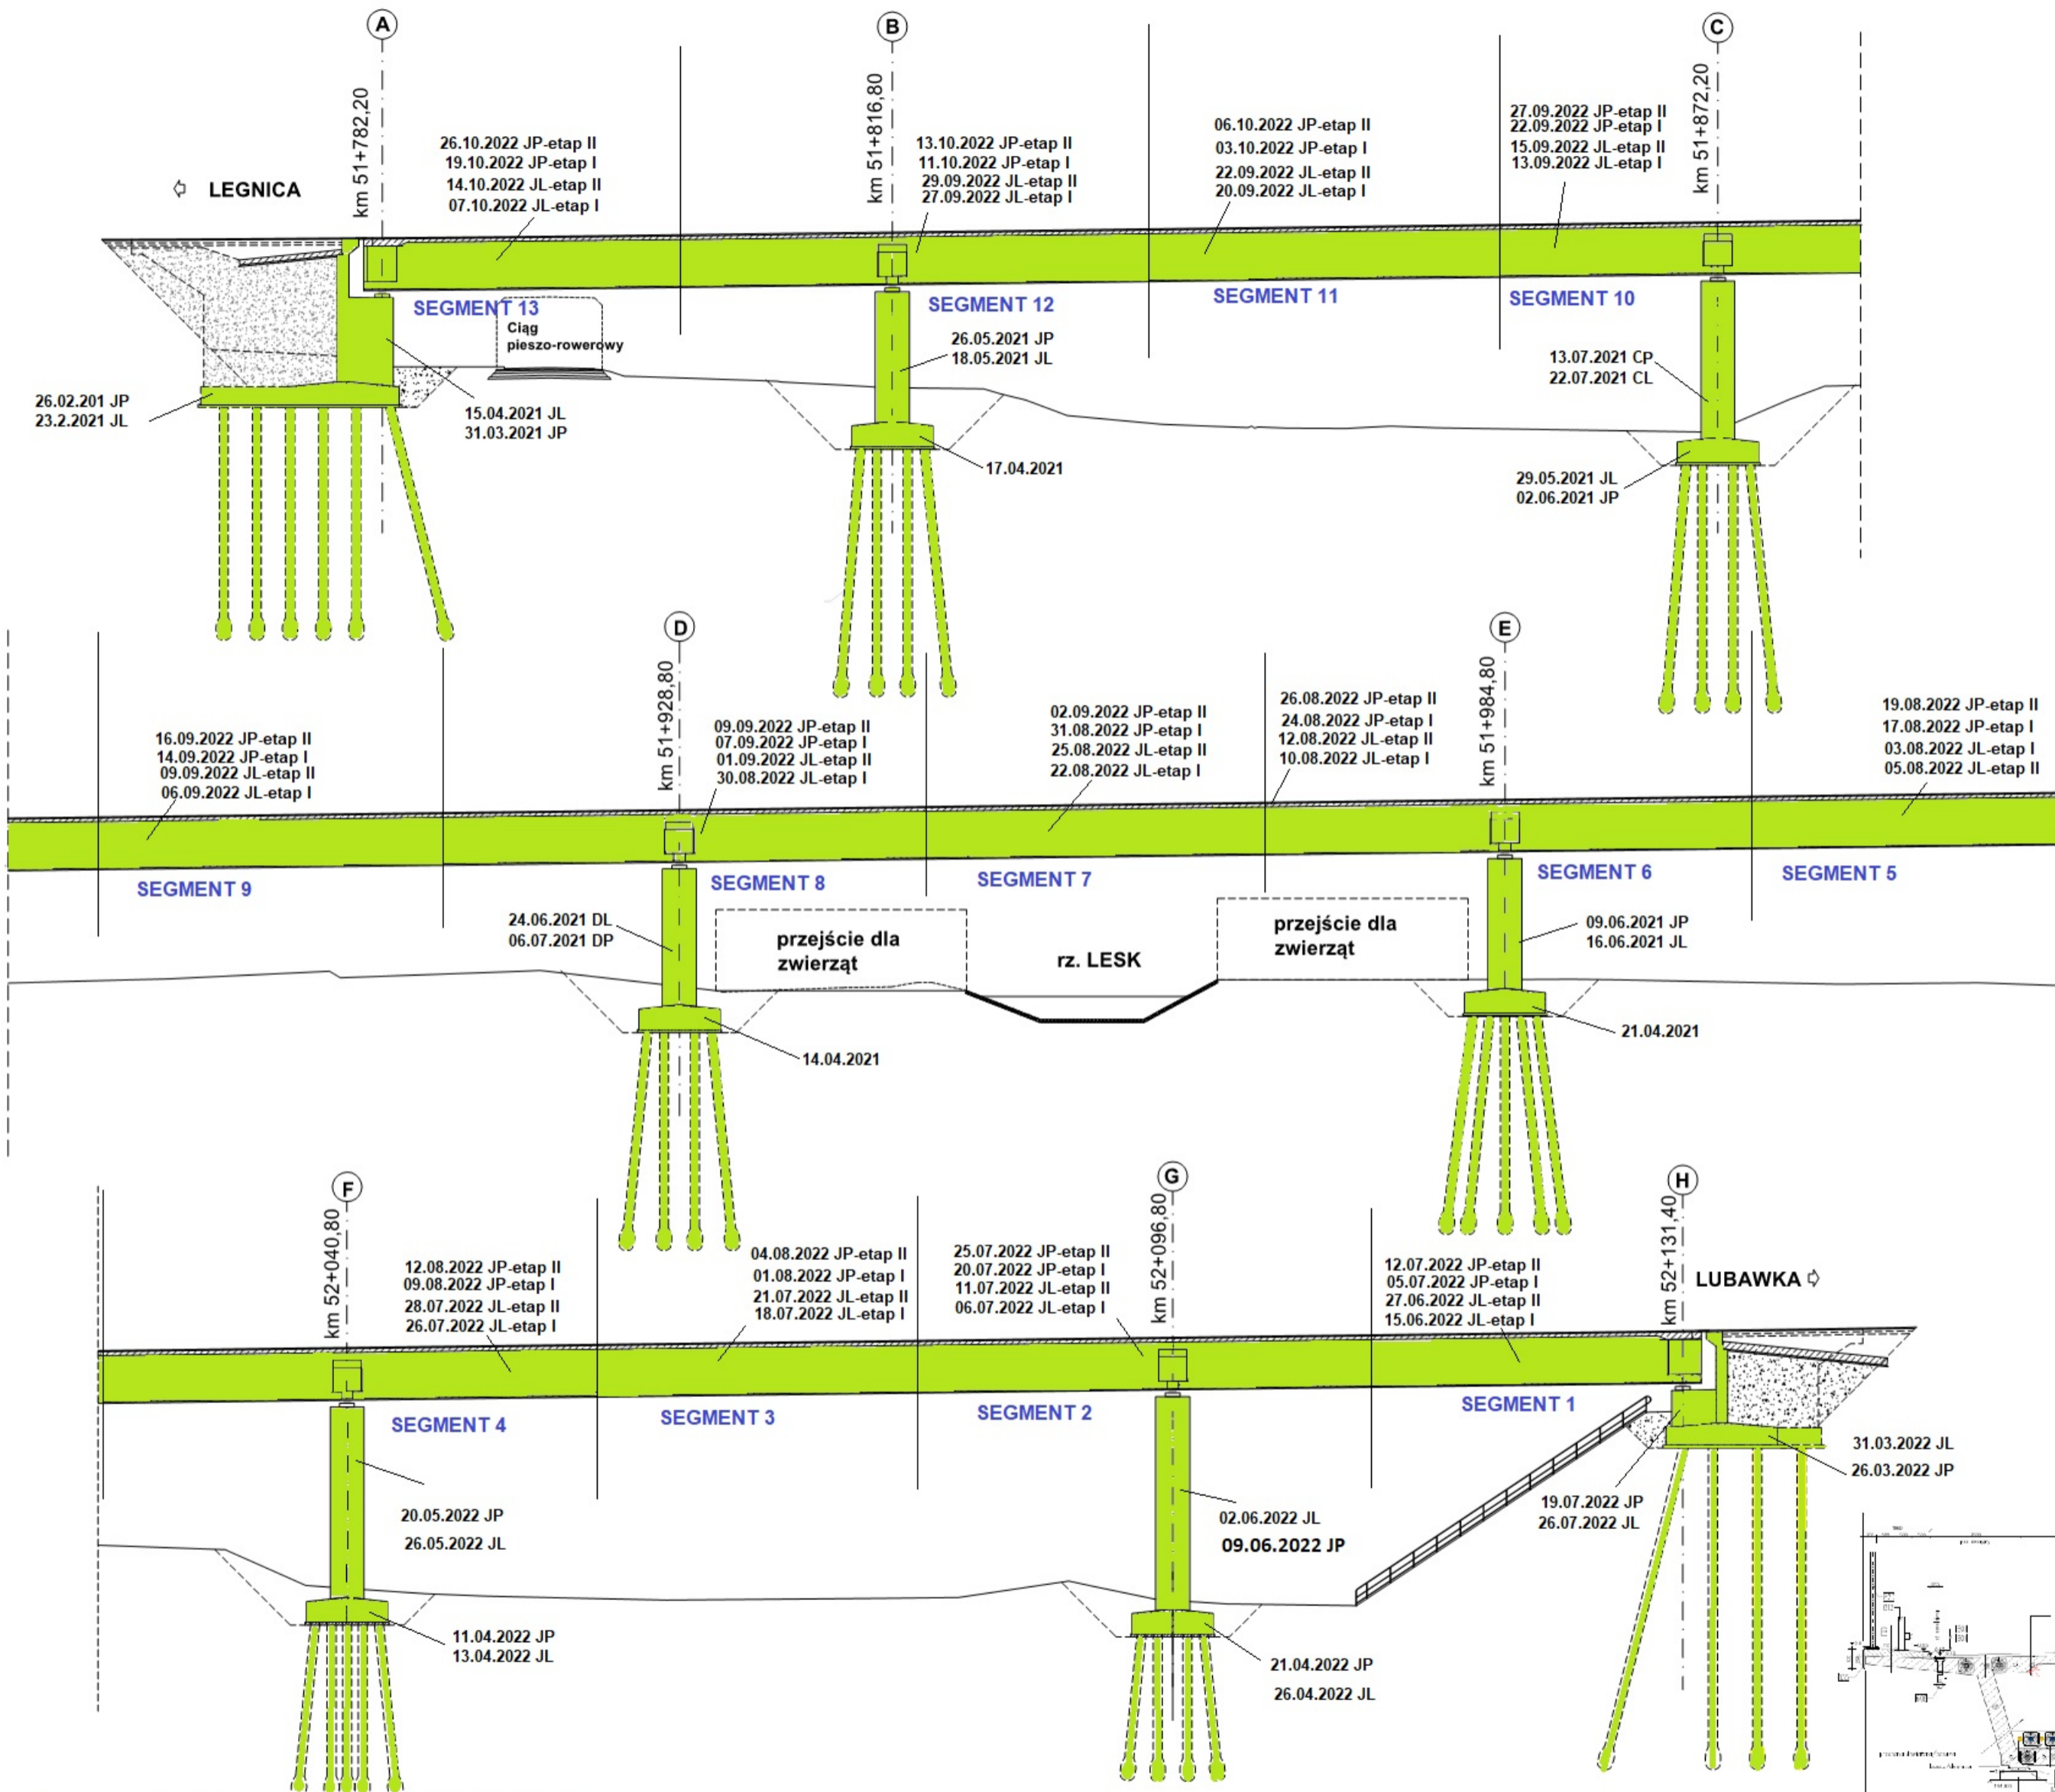 A
B
C
km 51+782,20
km 51+816,80
km 51+872,20
LEGNICA
26.10.2022 JP-etap II
19.10.2022 JP-etap I
14.10.2022 JL-etap II
07.10.2022 JL-etap I
13.10.2022 JP-etap II
11.10.2022 JP-etap I
29.09.2022 JL-etap II
27.09.2022 JL-etap I
06.10.2022 JP-etap II
03.10.2022 JP-etap I
22.09.2022 JL-etap II
20.09.2022 JL-etap I
27.09.2022 JP-etap II
22.09.2022 JP-etap I
15.09.2022 JL-etap II
13.09.2022 JL-etap I
SEGMENT 13
SEGMENT 12
SEGMENT 11
SEGMENT 10
Ciąg
pieszo-rowerowy
26.02.201 JP
23.2.2021 JL
15.04.2021 JL
31.03.2021 JP
26.05.2021 JP
18.05.2021 JL
17.04.2021
13.07.2021 CP
22.07.2021 CL
29.05.2021 JL
02.06.2021 JP
D
E
km 51+928,80
km 51+984,80
16.09.2022 JP-etap II
14.09.2022 JP-etap I
09.09.2022 JL-etap II
06.09.2022 JL-etap I
09.09.2022 JP-etap II
07.09.2022 JP-etap I
01.09.2022 JL-etap II
30.08.2022 JL-etap I
02.09.2022 JP-etap II
31.08.2022 JP-etap I
25.08.2022 JL-etap II
22.08.2022 JL-etap I
26.08.2022 JP-etap II
24.08.2022 JP-etap I
12.08.2022 JL-etap II
10.08.2022 JL-etap I
19.08.2022 JP-etap II
17.08.2022 JP-etap I
03.08.2022 JL-etap I
05.08.2022 JL-etap II
SEGMENT 9
SEGMENT 8
SEGMENT 7
SEGMENT 6
SEGMENT 5
24.06.2021 DL
06.07.2021 DP
przejście dla
zwierząt
rz. LESK
przejście dla
zwierząt
09.06.2021 JP
16.06.2021 JL
14.04.2021
21.04.2021
F
G
H
km 52+040,80
km 52+096,80
km 52+131,40
LUBAWKA
12.08.2022 JP-etap II
09.08.2022 JP-etap I
28.07.2022 JL-etap II
26.07.2022 JL-etap I
04.08.2022 JP-etap II
01.08.2022 JP-etap I
21.07.2022 JL-etap II
18.07.2022 JL-etap I
25.07.2022 JP-etap II
20.07.2022 JP-etap I
11.07.2022 JL-etap II
06.07.2022 JL-etap I
12.07.2022 JP-etap II
05.07.2022 JP-etap I
27.06.2022 JL-etap II
15.06.2022 JL-etap I
SEGMENT 4
SEGMENT 3
SEGMENT 2
SEGMENT 1
20.05.2022 JP
26.05.2022 JL
02.06.2022 JL
09.06.2022 JP
31.03.2022 JL
26.03.2022 JP
19.07.2022 JP
26.07.2022 JL
11.04.2022 JP
13.04.2022 JL
21.04.2022 JP
26.04.2022 JL